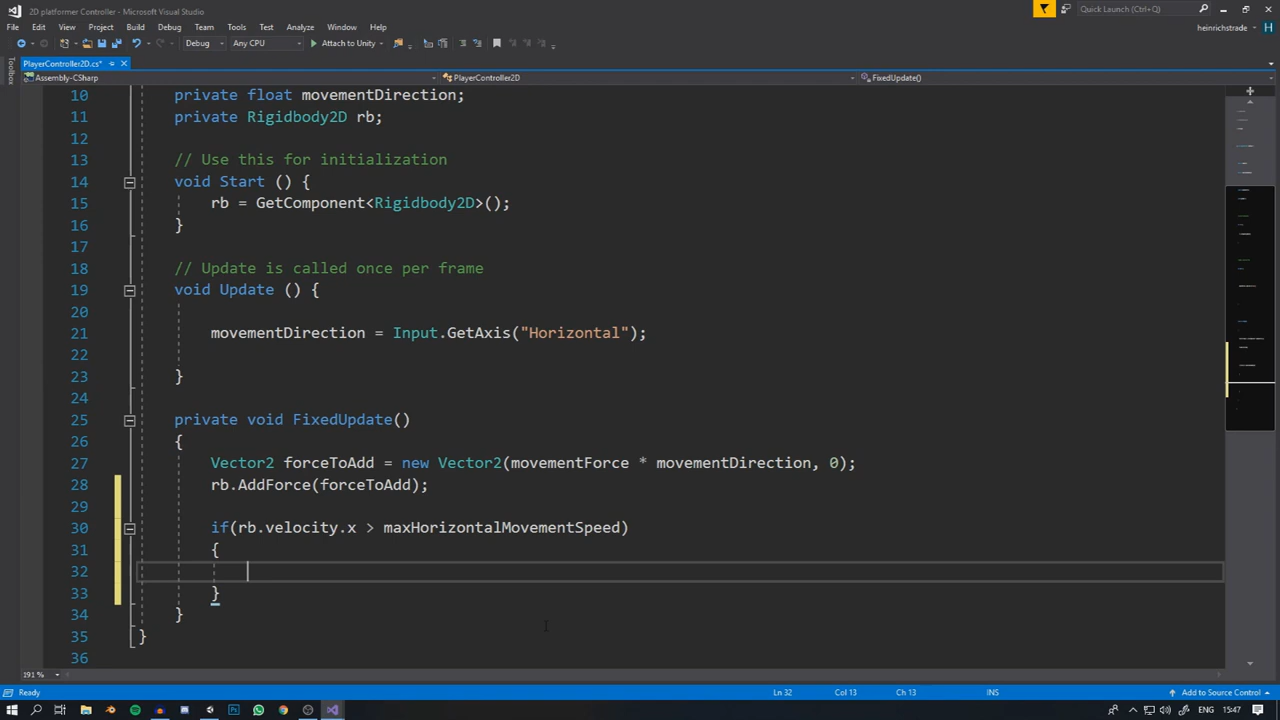 2D platformer Controller - Microsoft Visual Studio
Quick Launch (Ctrl+Q)
File Edit View Project Build Debug Team Tools Test Analyze Window Help
heinrichstrade H
Debug Any CPU Attach to Unity
Toolbox
PlayerController2D.cs*
Assembly-CSharp PlayerController2D FixedUpdate()
10 private float movementDirection;
11 private Rigidbody2D rb;
12
13 // Use this for initialization
14 void Start () {
15 rb = GetComponent<Rigidbody2D>();
16 }
17
18 // Update is called once per frame
19 void Update () {
20
21 movementDirection = Input.GetAxis("Horizontal");
22
23 }
24
25 private void FixedUpdate()
26 {
27 Vector2 forceToAdd = new Vector2(movementForce * movementDirection, 0);
28 rb.AddForce(forceToAdd);
29
30 if(rb.velocity.x > maxHorizontalMovementSpeed)
31 {
32
33 }
34 }
35 }
36
191 %
Ready Ln 32 Col 13 Ch 13 INS Add to Source Control
ENG 15:47